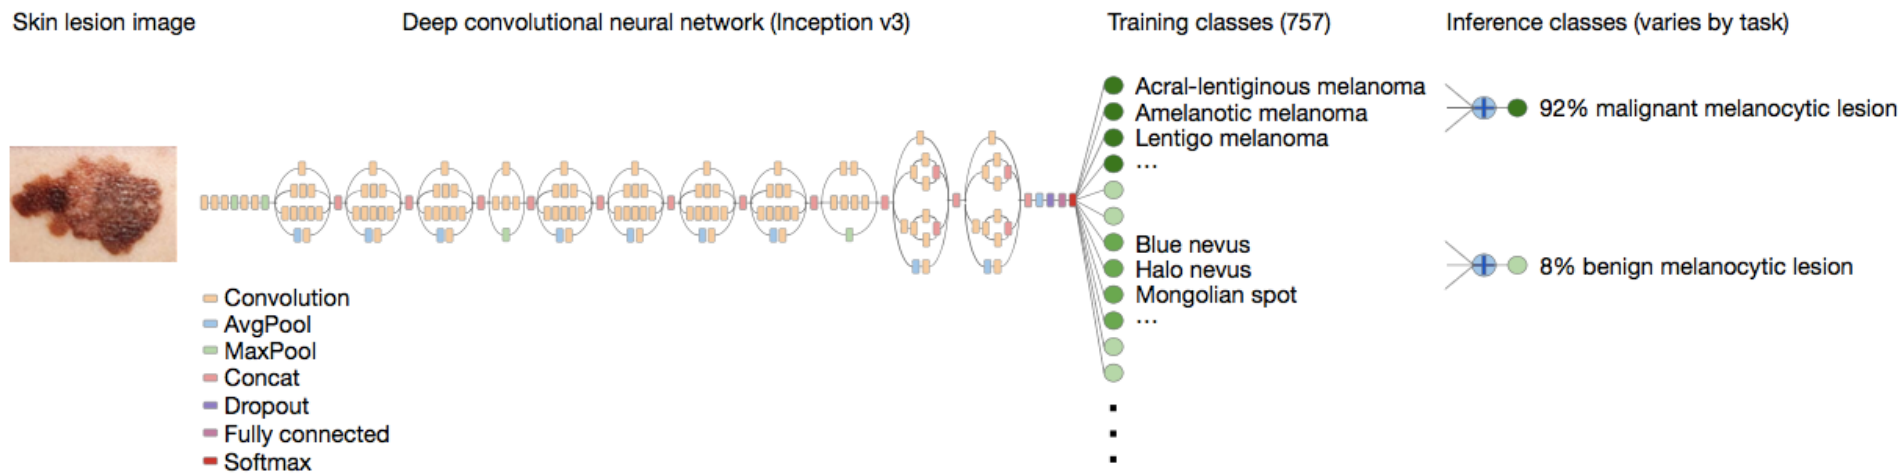 Skin lesion image
Deep convolutional neural network (Inception v3)
Training classes (757)
Inference classes (varies by task)
Acral-lentiginous melanoma
Amelanotic melanoma
Lentigo melanoma
...
Blue nevus
Halo nevus
Mongolian spot
...
92% malignant melanocytic lesion
8% benign melanocytic lesion
Convolution
AvgPool
MaxPool
Concat
Dropout
Fully connected
Softmax